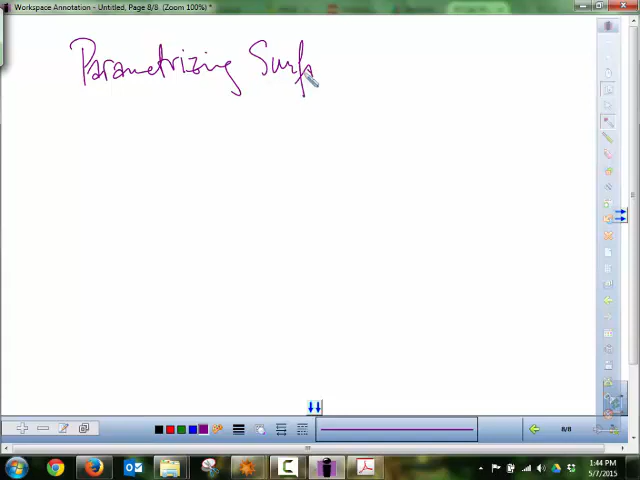 Workspace Annotation - Untitled, Page 8/8 (Zoom 100%) *
Parametrizing Surfa
8/8
1:44 PM
5/7/2015